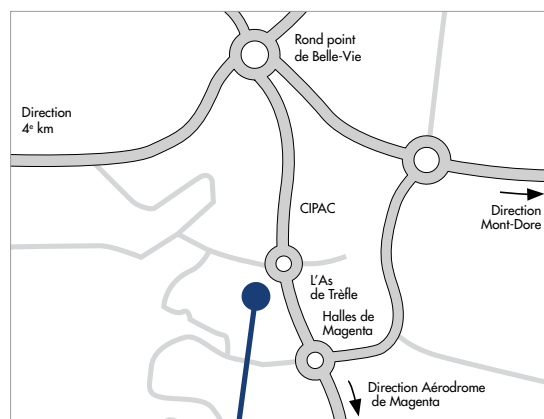 Rond point
de Belle-Vie
Direction
4e km
CIPAC
Direction
Mont-Dore
L'As
de Trèfle
Halles de
Magenta
Direction Aérodrome
de Magenta